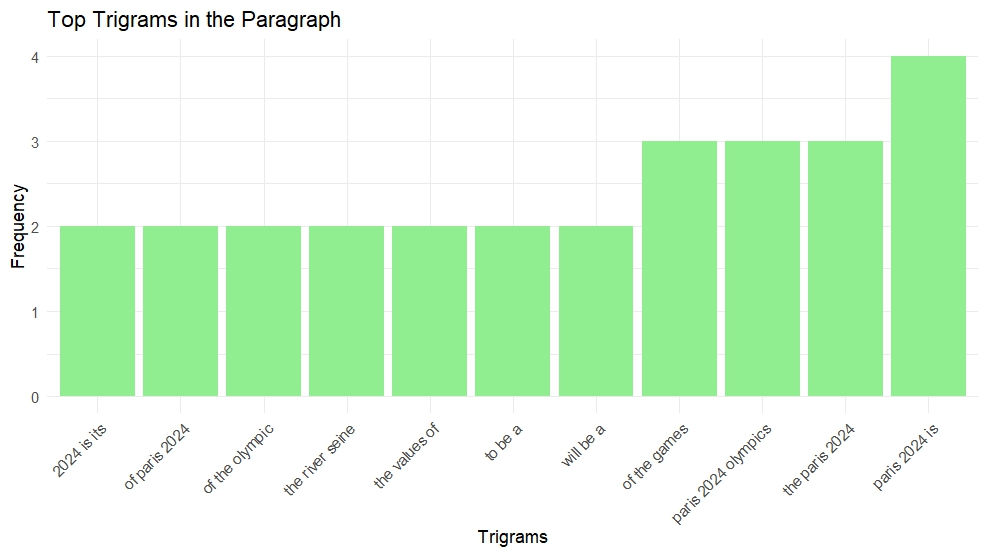 Top Trigrams in the Paragraph
4
3
2
1
0
Frequency
2024 is its
of paris 2024
of the olympic
the river seine
the values of
to be a
will be a
of the games
paris 2024 olympics
the paris 2024
paris 2024 is
Trigrams